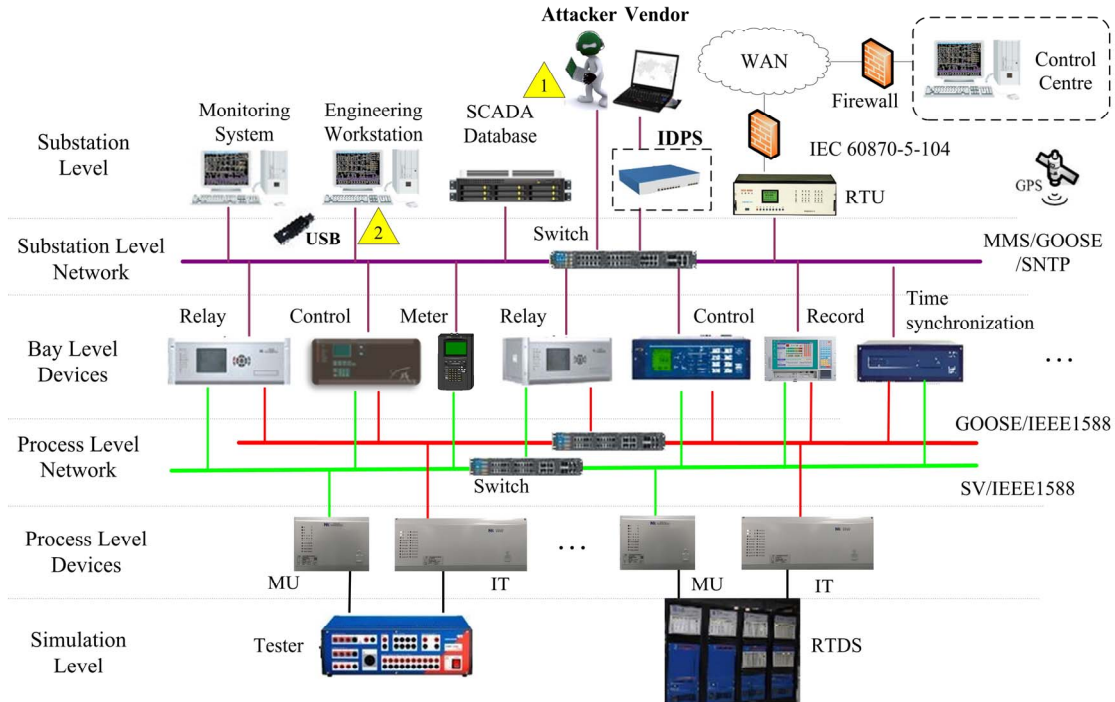 Attacker Vendor
WAN
Control
Centre
Firewall
1
Monitoring
System
Engineering
Workstation
SCADA
Database
IDPS
IEC 60870-5-104
Substation
Level
RTU
GPS
USB
2
Switch
Substation Level
Network
MMS/GOOSE
/SNTP
Relay
Control
Meter
Relay
Control
Record
Time
synchronization
Bay Level
Devices
...
GOOSE/IEEE1588
Process Level
Network
Switch
SV/IEEE1588
Process Level
Devices
...
MU
IT
MU
IT
Simulation
Level
Tester
RTDS